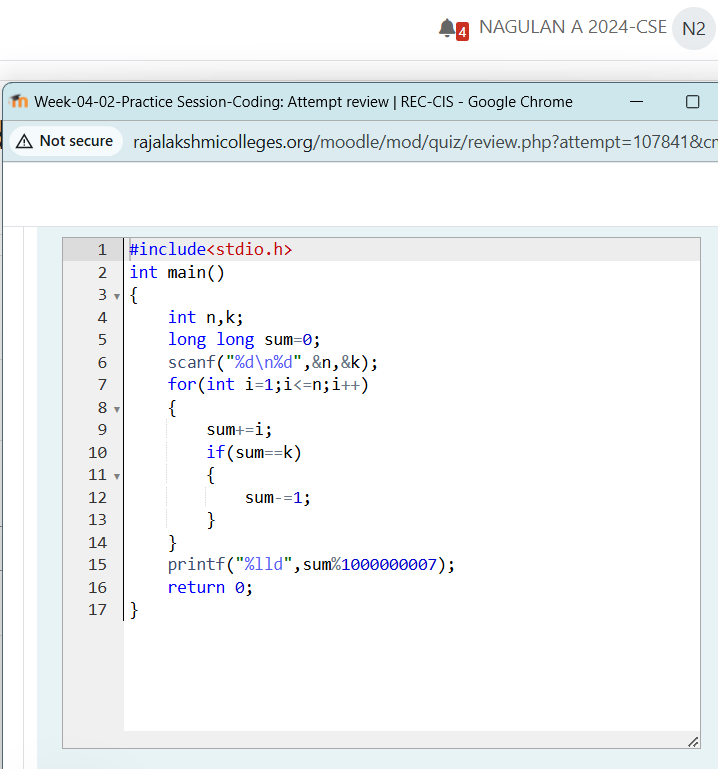 4 NAGULAN A 2024-CSE N2
Week-04-02-Practice Session-Coding: Attempt review | REC-CIS - Google Chrome
Not secure rajalakshmicolleges.org/moodle/mod/quiz/review.php?attempt=107841&cr
1 #include<stdio.h>
2 int main()
3 {
4 int n,k;
5 long long sum=0;
6 scanf("%d\n%d",&n,&k);
7 for(int i=1;i<=n;i++)
8 {
9 sum+=i;
10 if(sum==k)
11 {
12 sum-=1;
13 }
14 }
15 printf("%lld",sum%1000000007);
16 return 0;
17 }